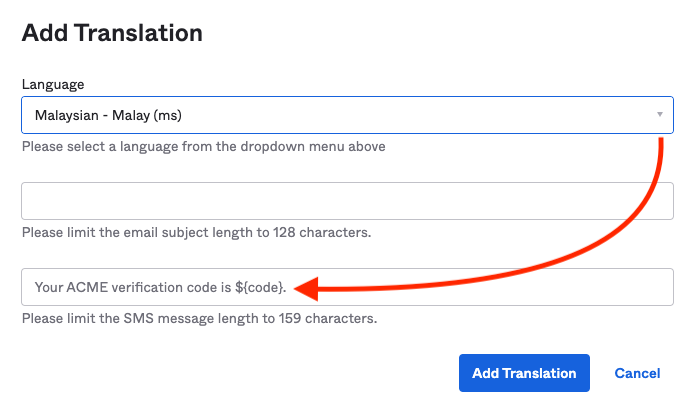 Add Translation
Language
Malaysian - Malay (ms)
Please select a language from the dropdown menu above
Please limit the email subject length to 128 characters.
Your ACME verification code is ${code}.
Please limit the SMS message length to 159 characters.
Add Translation Cancel